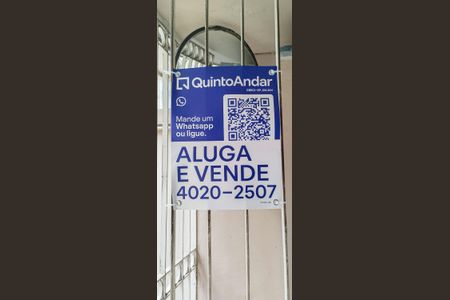 QuintoAndar
Mande um
Whatsapp
ou ligue.
ALUGA
E VENDE
4020-2507